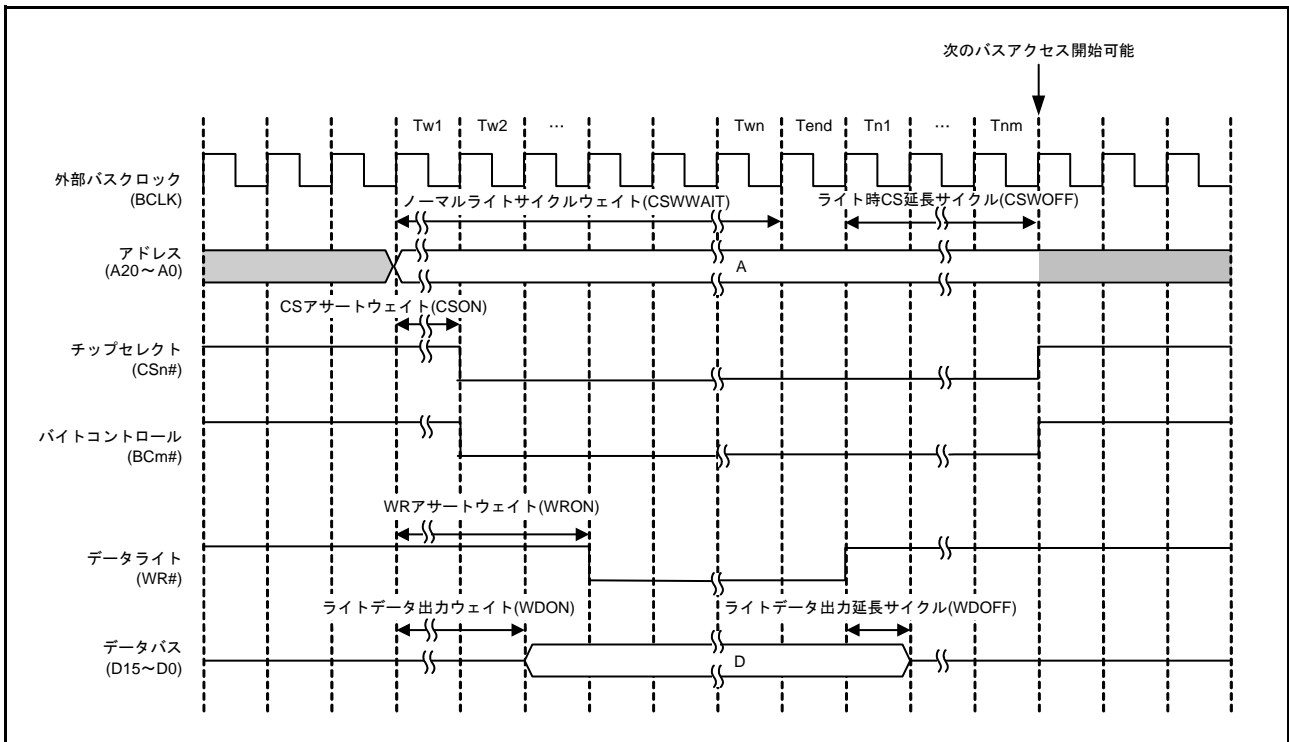 次のバスアクセス開始可能
Tw1 Tw2 … Twn Tend Tn1 … Tnm
外部バスクロック
(BCLK)
ノーマルライトサイクルウェイト(CSWWAIT)
ライト時CS延長サイクル(CSWOFF)
アドレス
(A20～A0)
A
CSアサートウェイト(CSON)
チップセレクト
(CSn#)
バイトコントロール
(BCm#)
WRアサートウェイト(WRON)
データライト
(WR#)
ライトデータ出力ウェイト(WDON)
ライトデータ出力延長サイクル(WDOFF)
データバス
(D15～D0)
D